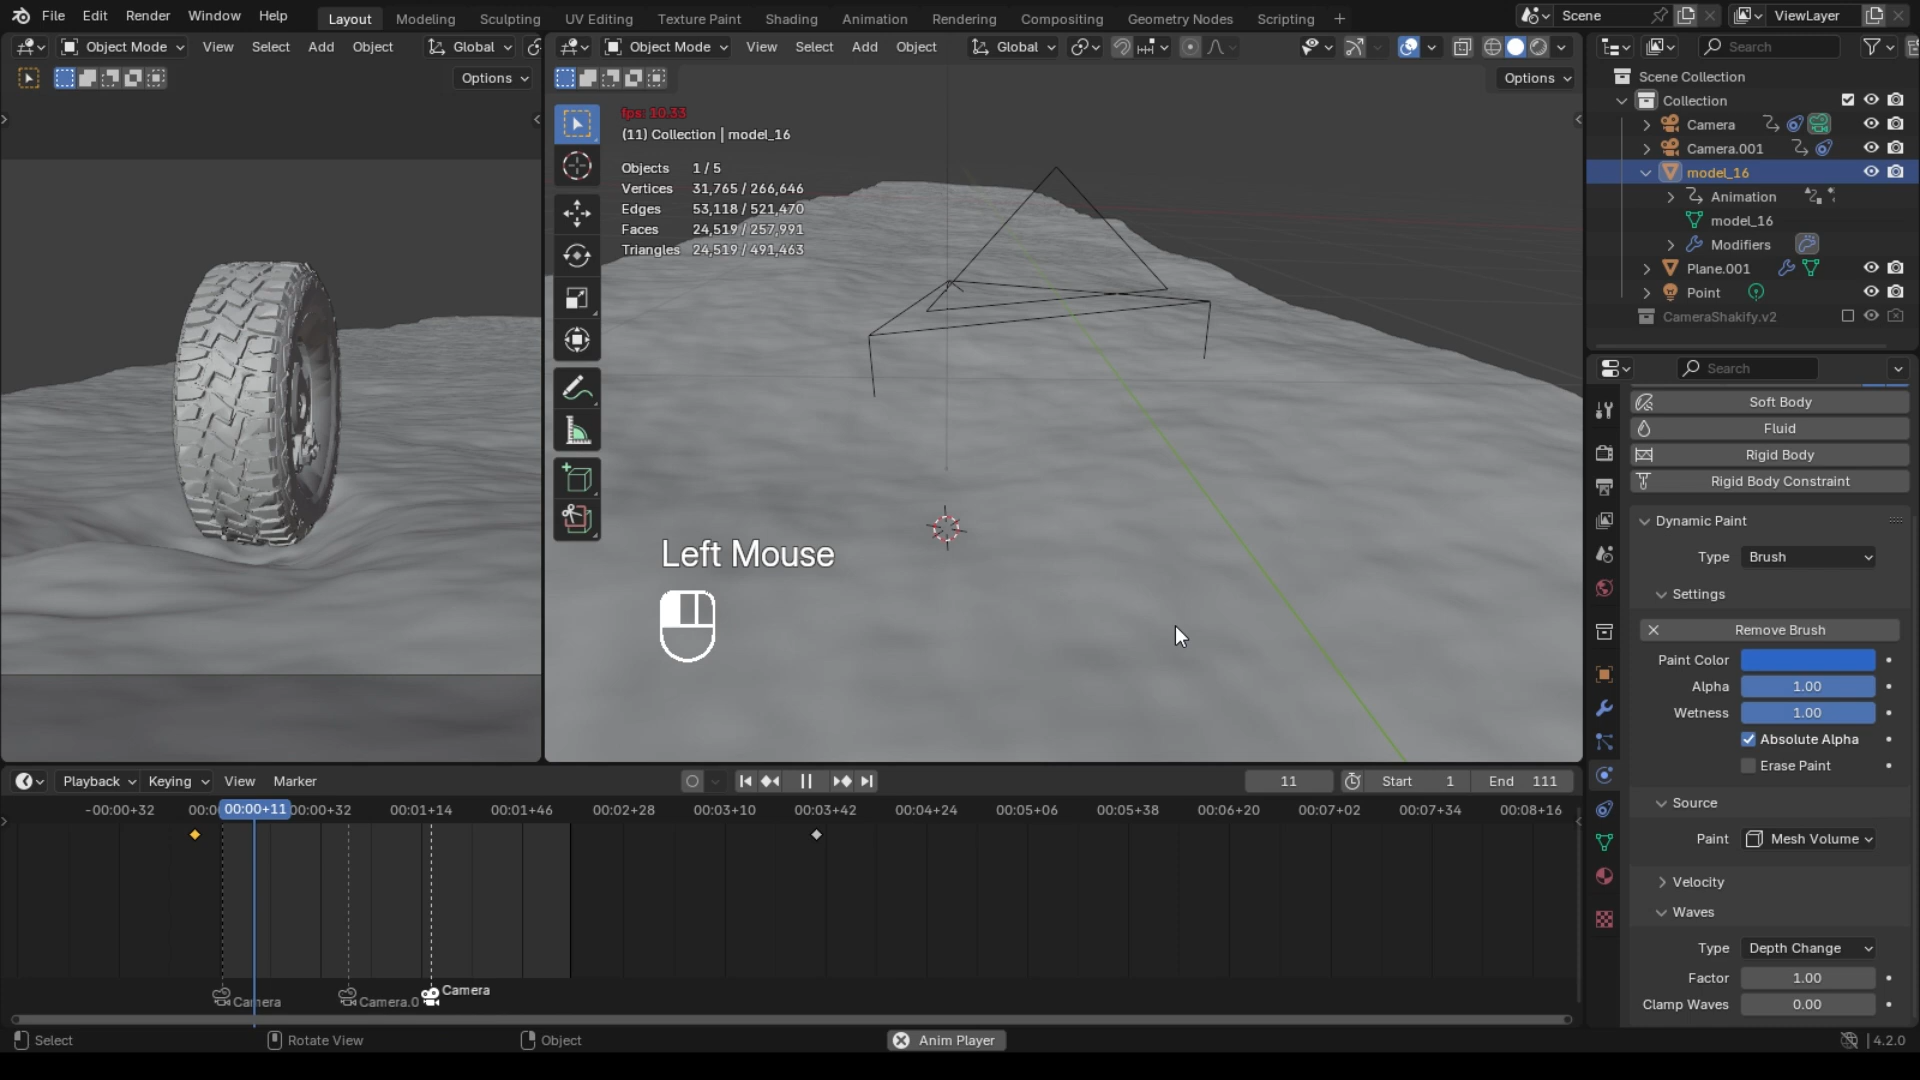 File Edit Render Window Help Layout Modeling Sculpting UV Editing Texture Paint Shading Animation Rendering Compositing Geometry Nodes Scripting + Scene ViewLayer
Object Mode View Select Add Object Global Object Mode View Select Add Object Global Search
Options Options
Scene Collection
Collection
Camera
Camera.001
model_16
Animation
model_16
Modifiers
Plane.001
Point
CameraShakify.v2
fps: 10.33
(11) Collection | model_16
Objects 1 / 5
Vertices 31,765 / 266,646
Edges 53,118 / 521,470
Faces 24,519 / 257,991
Triangles 24,519 / 491,463
Left Mouse
Search
Soft Body
Fluid
Rigid Body
Rigid Body Constraint
Dynamic Paint
Type Brush
Settings
Remove Brush
Paint Color
Alpha 1.00
Wetness 1.00
Absolute Alpha
Erase Paint
Source
Paint Mesh Volume
Velocity
Waves
Type Depth Change
Factor 1.00
Clamp Waves 0.00
Playback Keying View Marker 11 Start 1 End 111
-00:00+32 00:00+11 00:00+32 00:01+14 00:01+46 00:02+28 00:03+10 00:03+42 00:04+24 00:05+06 00:05+38 00:06+20 00:07+02 00:07+34 00:08+16
Camera Camera.0 Camera
Select Rotate View Object Anim Player 4.2.0